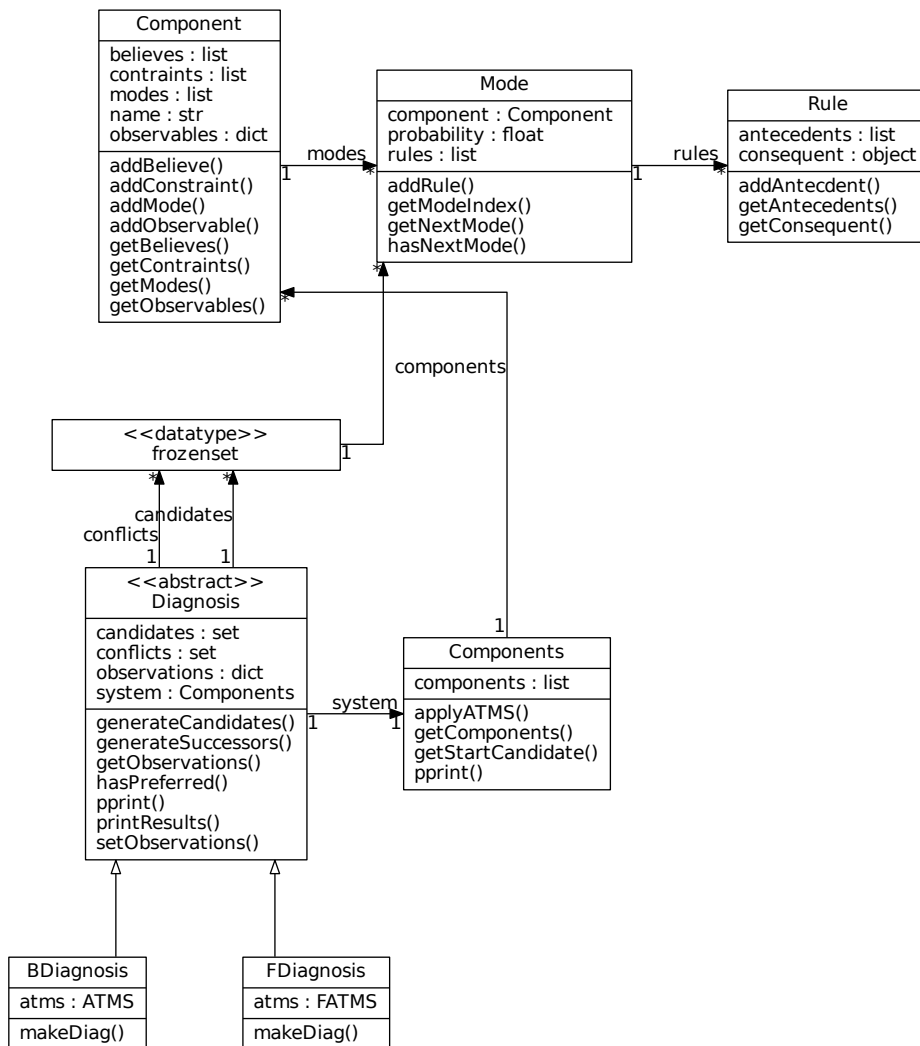 Component
believes : list
contraints : list
modes : list
name : str
observables : dict
addBelieve()
addConstraint()
addMode()
addObservable()
getBelieves()
getContraints()
getModes()
getObservables()
modes
1
*
Mode
component : Component
probability : float
rules : list
addRule()
getModeIndex()
getNextMode()
hasNextMode()
rules
1
*
Rule
antecedents : list
consequent : object
addAntecdent()
getAntecedents()
getConsequent()
*
*
components
<<datatype>>
frozenset
1
*
*
candidates
conflicts
1
1
<<abstract>>
Diagnosis
candidates : set
conflicts : set
observations : dict
system : Components
generateCandidates()
generateSuccessors()
getObservations()
hasPreferred()
pprint()
printResults()
setObservations()
system
1
1
1
Components
components : list
applyATMS()
getComponents()
getStartCandidate()
pprint()
BDiagnosis
atms : ATMS
makeDiag()
FDiagnosis
atms : FATMS
makeDiag()